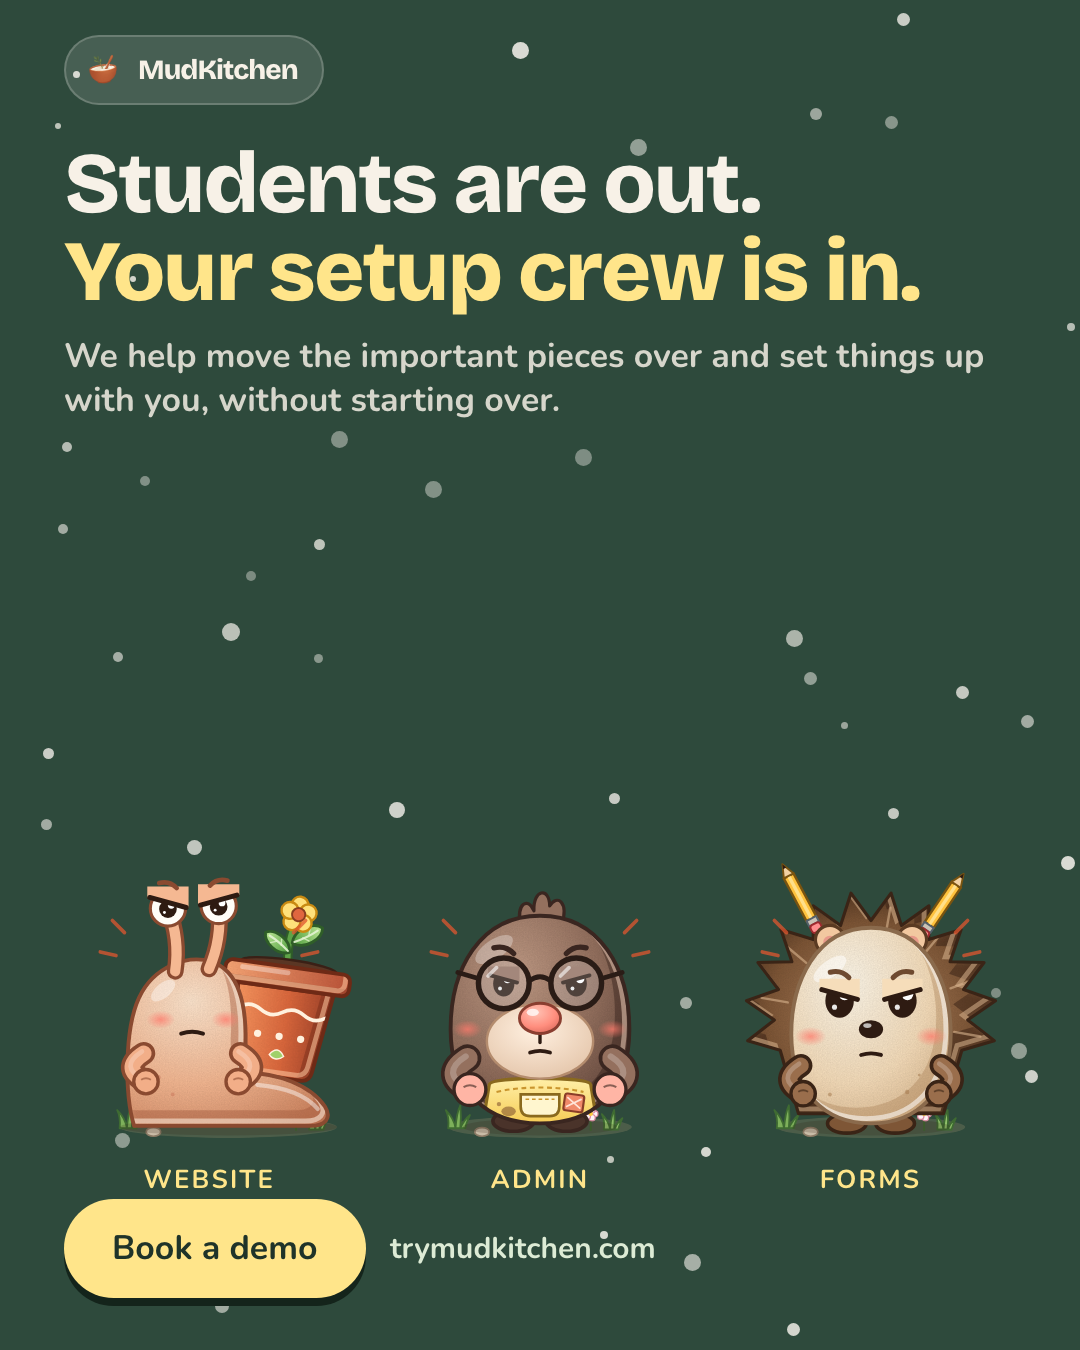 MudKitchen
Students are out.
Your setup crew is in.
We help move the important pieces over and set things up
with you, without starting over.
WEBSITE
ADMIN
FORMS
Book a demo
trymudkitchen.com